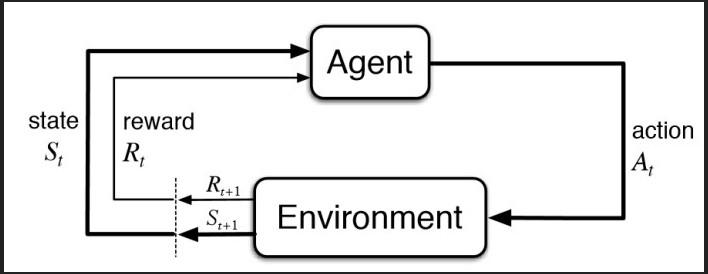 Agent
state
S_t
reward
R_t
action
A_t
R_{t+1}
S_{t+1}
Environment